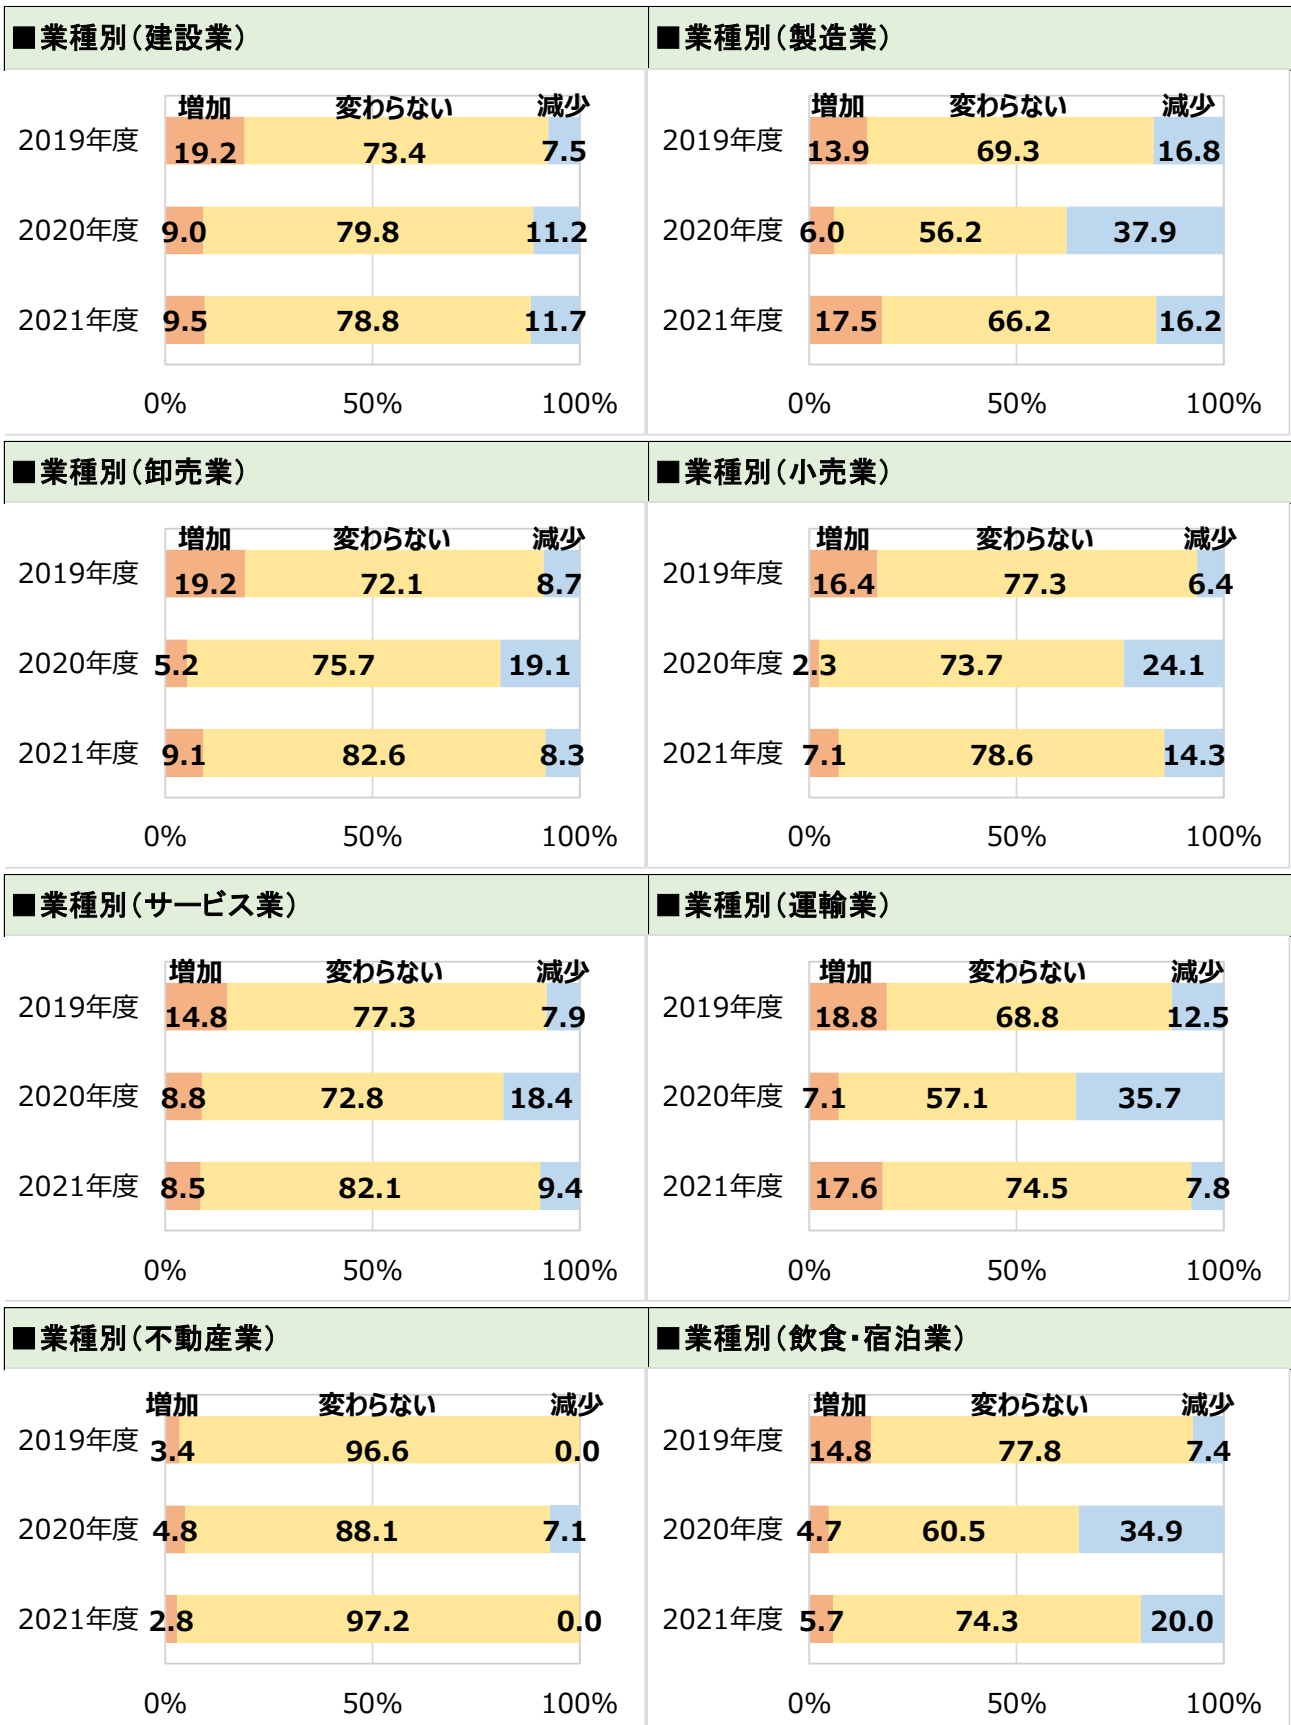 ■業種別（建設業）
増加 変わらない 減少
2019年度 19.2 73.4 7.5
2020年度 9.0 79.8 11.2
2021年度 9.5 78.8 11.7
0% 50% 100%
■業種別（製造業）
増加 変わらない 減少
2019年度 13.9 69.3 16.8
2020年度 6.0 56.2 37.9
2021年度 17.5 66.2 16.2
0% 50% 100%
■業種別（卸売業）
増加 変わらない 減少
2019年度 19.2 72.1 8.7
2020年度 5.2 75.7 19.1
2021年度 9.1 82.6 8.3
0% 50% 100%
■業種別（小売業）
増加 変わらない 減少
2019年度 16.4 77.3 6.4
2020年度 2.3 73.7 24.1
2021年度 7.1 78.6 14.3
0% 50% 100%
■業種別（サービス業）
増加 変わらない 減少
2019年度 14.8 77.3 7.9
2020年度 8.8 72.8 18.4
2021年度 8.5 82.1 9.4
0% 50% 100%
■業種別（運輸業）
増加 変わらない 減少
2019年度 18.8 68.8 12.5
2020年度 7.1 57.1 35.7
2021年度 17.6 74.5 7.8
0% 50% 100%
■業種別（不動産業）
増加 変わらない 減少
2019年度 3.4 96.6 0.0
2020年度 4.8 88.1 7.1
2021年度 2.8 97.2 0.0
0% 50% 100%
■業種別（飲食・宿泊業）
増加 変わらない 減少
2019年度 14.8 77.8 7.4
2020年度 4.7 60.5 34.9
2021年度 5.7 74.3 20.0
0% 50% 100%